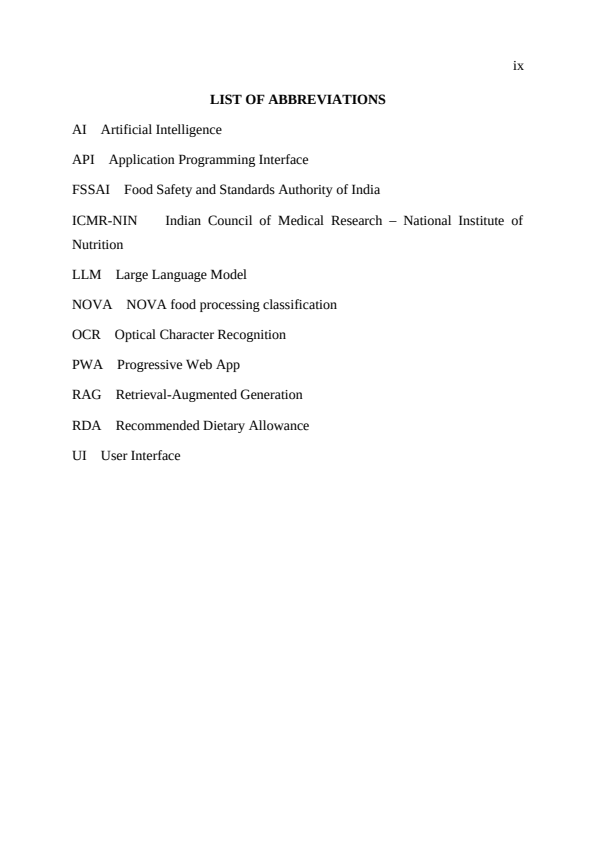 ix
LIST OF ABBREVIATIONS
AI Artificial Intelligence
API Application Programming Interface
FSSAI Food Safety and Standards Authority of India
ICMR-NIN Indian Council of Medical Research – National Institute of
Nutrition
LLM Large Language Model
NOVA NOVA food processing classification
OCR Optical Character Recognition
PWA Progressive Web App
RAG Retrieval-Augmented Generation
RDA Recommended Dietary Allowance
UI User Interface